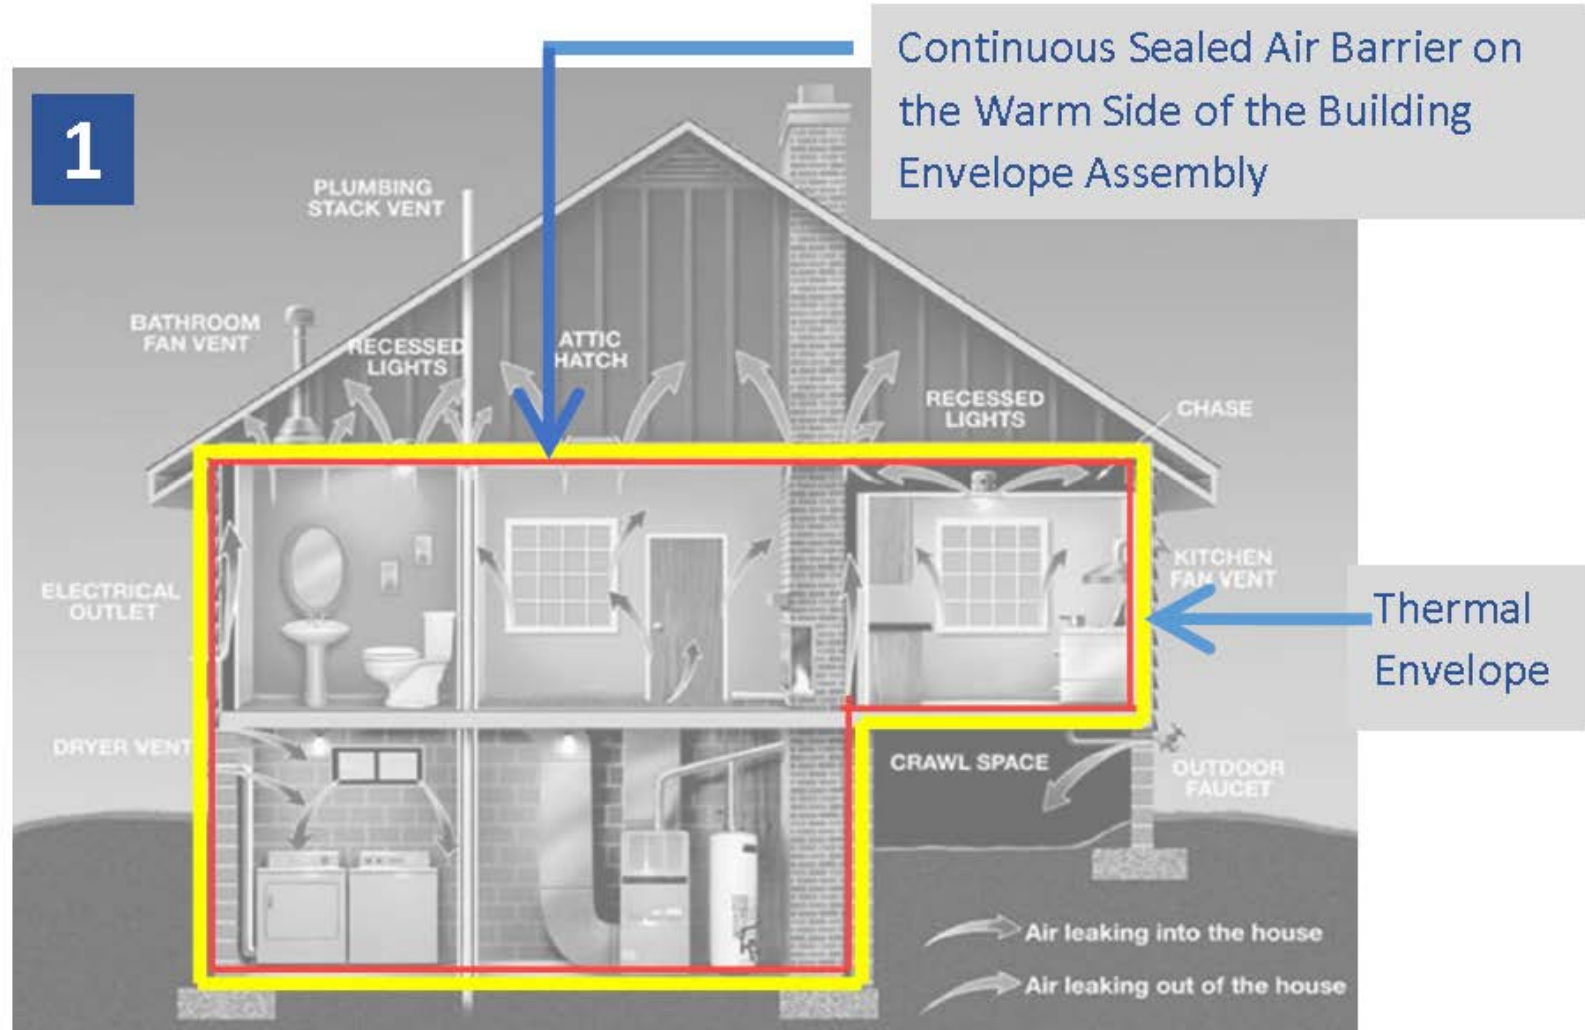 1
Continuous Sealed Air Barrier on
the Warm Side of the Building
Envelope Assembly
PLUMBING
STACK VENT
BATHROOM
FAN VENT
RECESSED
LIGHTS
ATTIC
HATCH
RECESSED
LIGHTS
CHASE
ELECTRICAL
OUTLET
KITCHEN
FAN VENT
Thermal
Envelope
DRYER VENT
CRAWL SPACE
OUTDOOR
FAUCET
Air leaking into the house
Air leaking out of the house